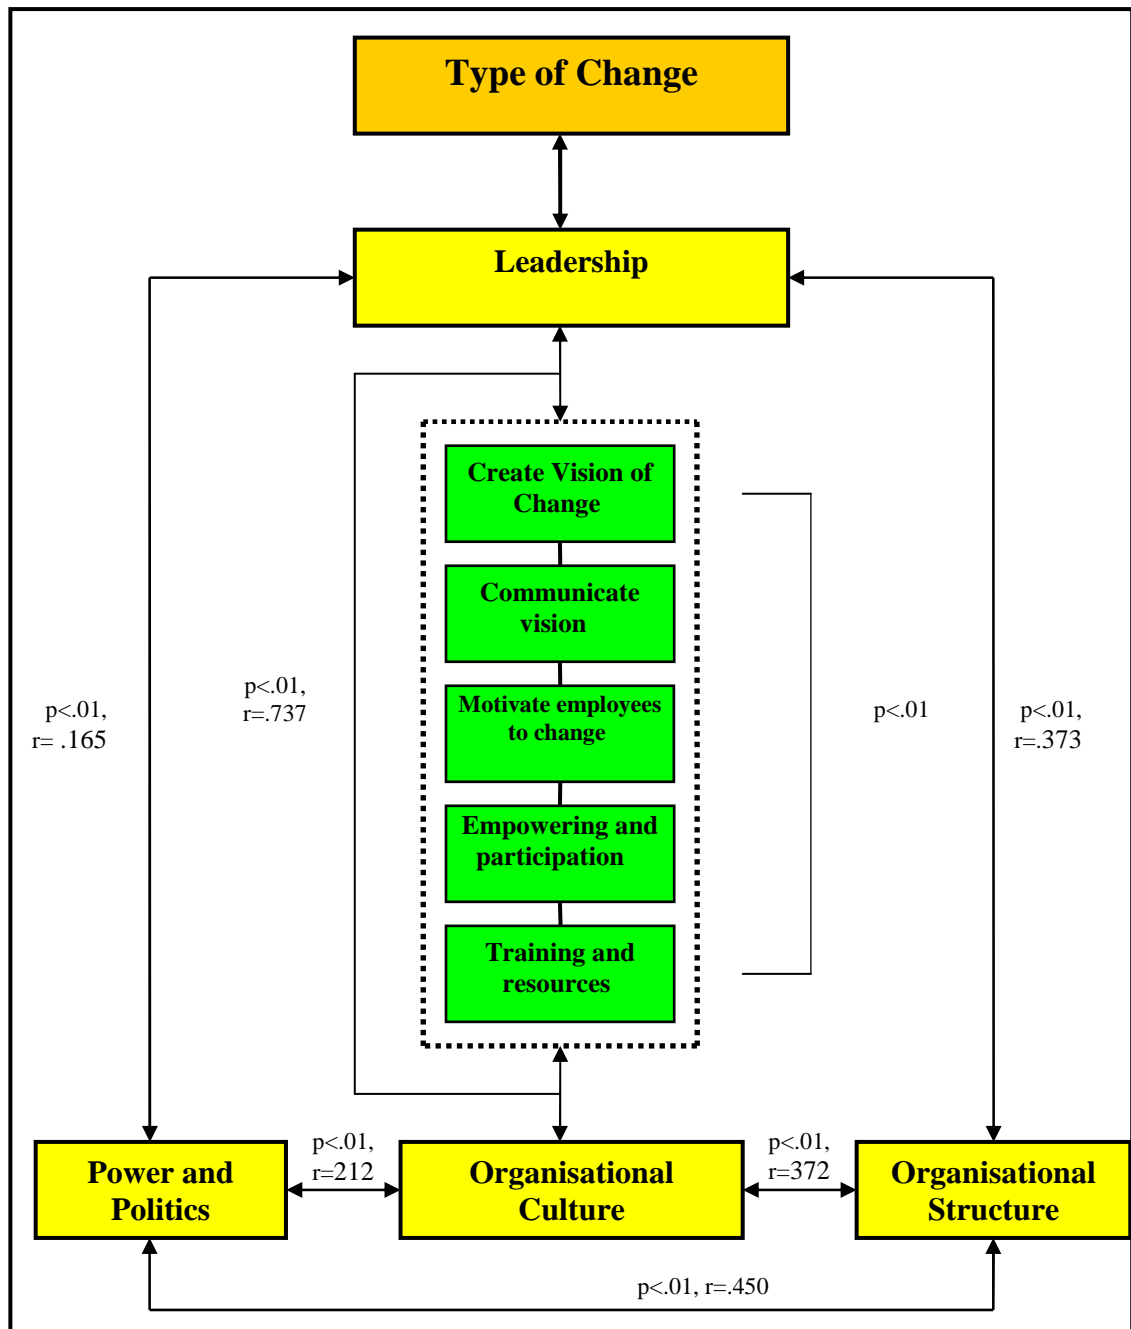 Type of Change
Leadership
Create Vision of
Change
Communicate
vision
Motivate employees
to change
Empowering and
participation
Training and
resources
p<.01,
r= .165
p<.01,
r=.737
p<.01
p<.01,
r=.373
Power and
Politics
p<.01,
r=212
Organisational
Culture
p<.01,
r=372
Organisational
Structure
p<.01, r=.450